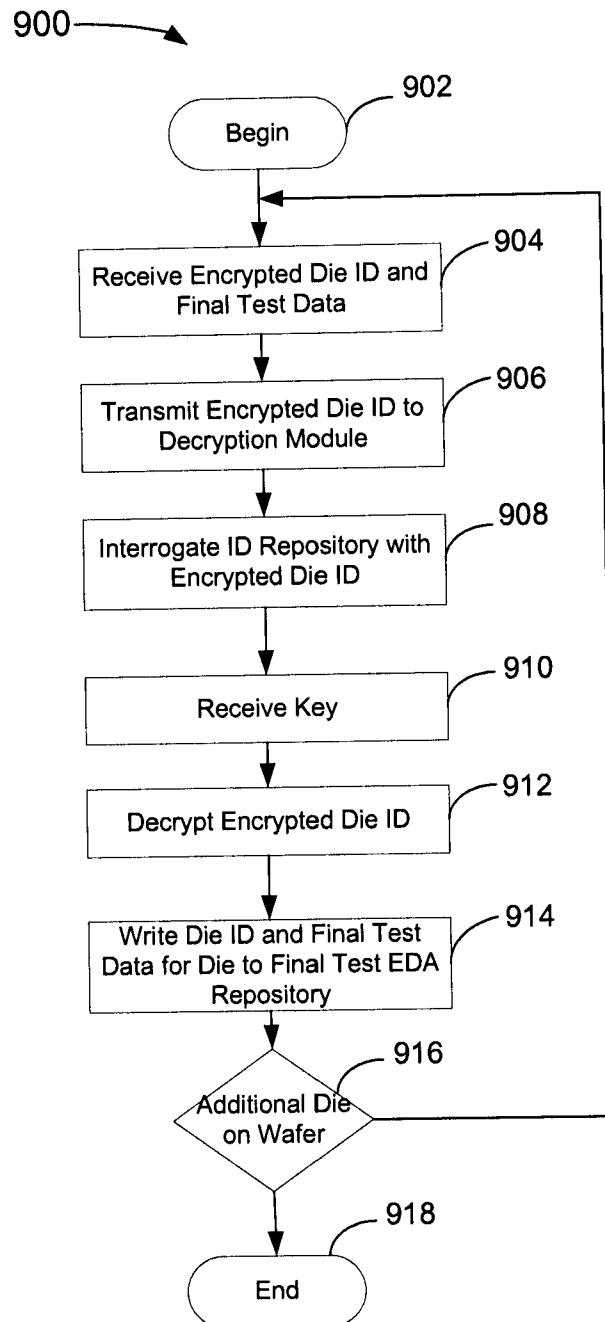 900
902
Begin
904
Receive Encrypted Die ID and
Final Test Data
906
Transmit Encrypted Die ID to
Decryption Module
908
Interrogate ID Repository with
Encrypted Die ID
910
Receive Key
912
Decrypt Encrypted Die ID
914
Write Die ID and Final Test
Data for Die to Final Test EDA
Repository
916
Additional Die
on Wafer
918
End